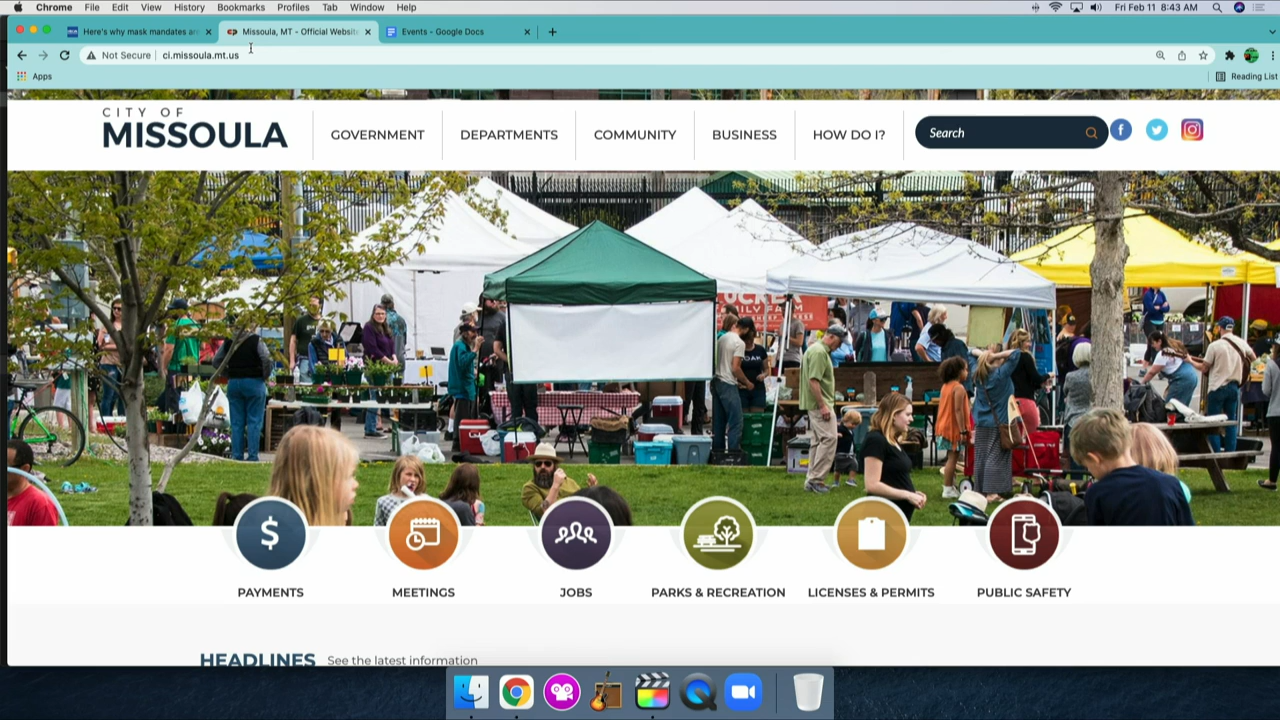 Chrome File Edit View History Bookmarks Profiles Tab Window Help Fri Feb 11 8:43 AM
Here's why mask mandates are Missoula, MT - Official Website Events - Google Docs
Not Secure ci.missoula.mt.us
Apps Reading List
CITY OF
MISSOULA
GOVERNMENT DEPARTMENTS COMMUNITY BUSINESS HOW DO I? Search
PAYMENTS MEETINGS JOBS PARKS & RECREATION LICENSES & PERMITS PUBLIC SAFETY
HEADLINES See the latest information